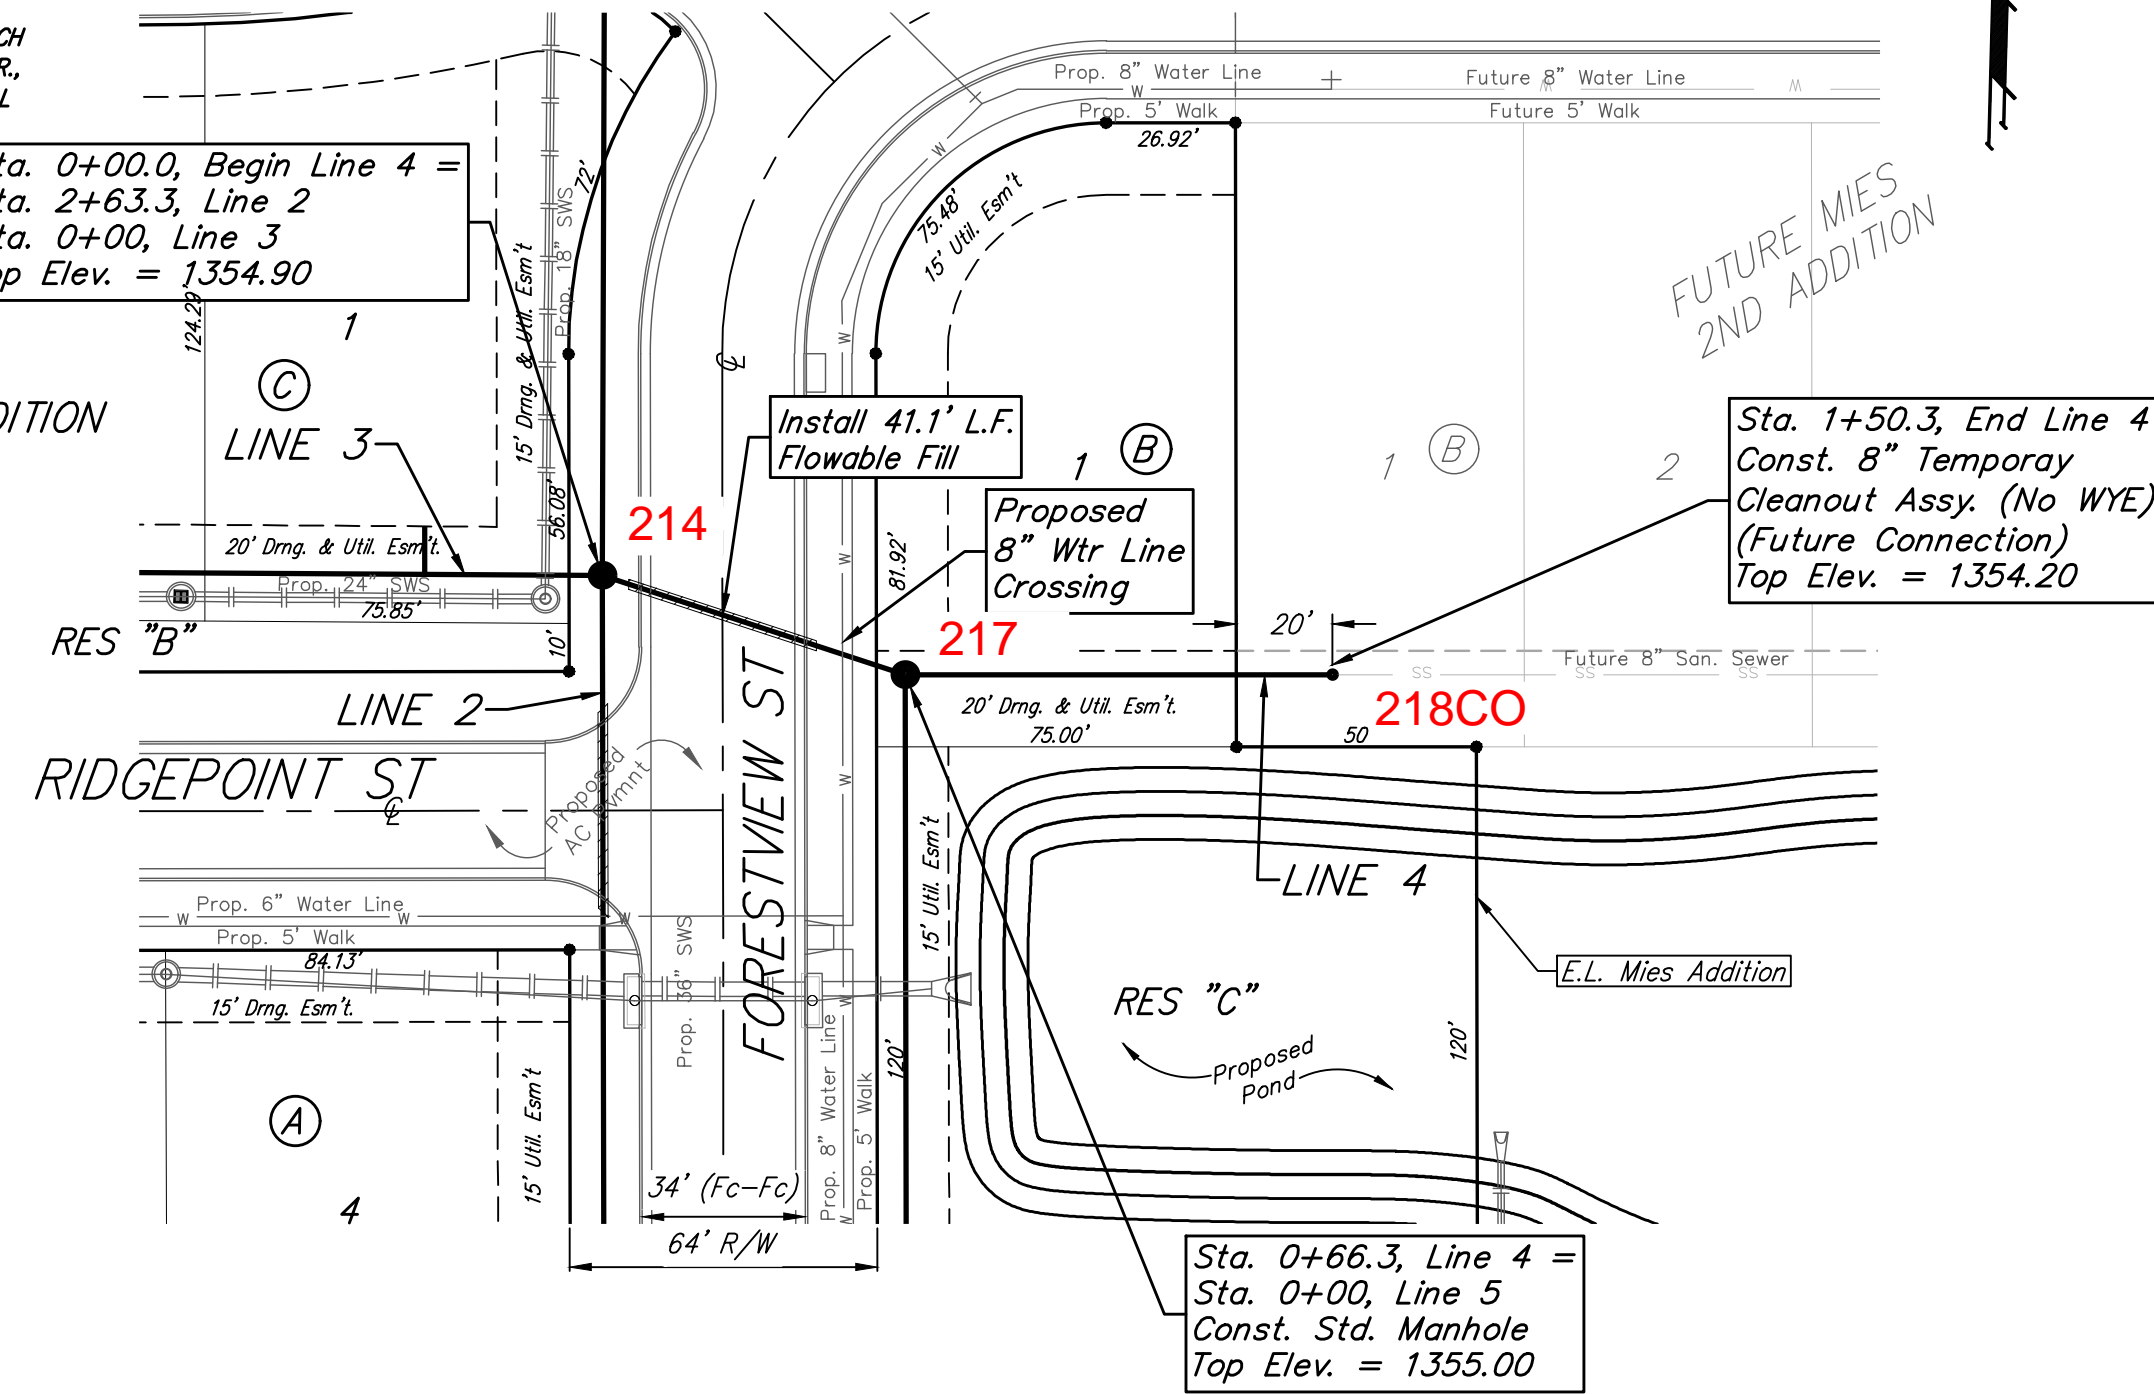 CH
R.,
L
ta. 0+00.0, Begin Line 4 =
ta. 2+63.3, Line 2
ta. 0+00, Line 3
op Elev. = 1354.90
124.29'
1
C
DITION
LINE 3
15' Drng. & Util. Esm't
Prop. 18" SWS
72'
56.08'
20' Drng. & Util. Esm't.
Prop. 24" SWS
75.85'
10'
RES "B"
LINE 2
RIDGEPOINT ST
℄
Proposed
AC Pvmnt
Prop. 6" Water Line
W
W
W
Prop. 5' Walk
84.13'
15' Drng. Esm't.
A
4
15' Util. Esm't
214
℄
Install 41.1' L.F.
Flowable Fill
Proposed
8" Wtr Line
Crossing
217
FORESTVIEW ST
Prop. 36" SWS
34' (Fc-Fc)
64' R/W
Prop. 8" Water Line
Prop. 5' Walk
W
W
W
W
W
W
120'
15' Util. Esm't
Prop. 8" Water Line
W
W
Prop. 5' Walk
26.92'
75.48'
15' Util. Esm't
Future 8" Water Line
W
W
Future 5' Walk
FUTURE MIES
2ND ADDITION
1
B
81.92'
1
B
2
Sta. 1+50.3, End Line 4
Const. 8" Temporay
Cleanout Assy. (No WYE)
(Future Connection)
Top Elev. = 1354.20
20'
Future 8" San. Sewer
SS
SS
SS
218CO
20' Drng. & Util. Esm't.
75.00'
50
LINE 4
E.L. Mies Addition
RES "C"
Proposed
Pond
120'
Sta. 0+66.3, Line 4 =
Sta. 0+00, Line 5
Const. Std. Manhole
Top Elev. = 1355.00